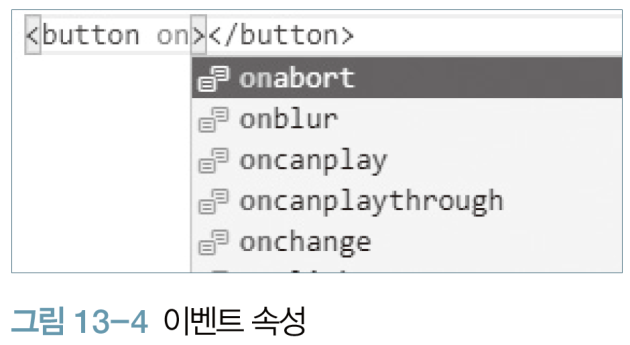 <button on></button>
onabort
onblur
oncanplay
oncanplaythrough
onchange
그림 13-4 이벤트 속성